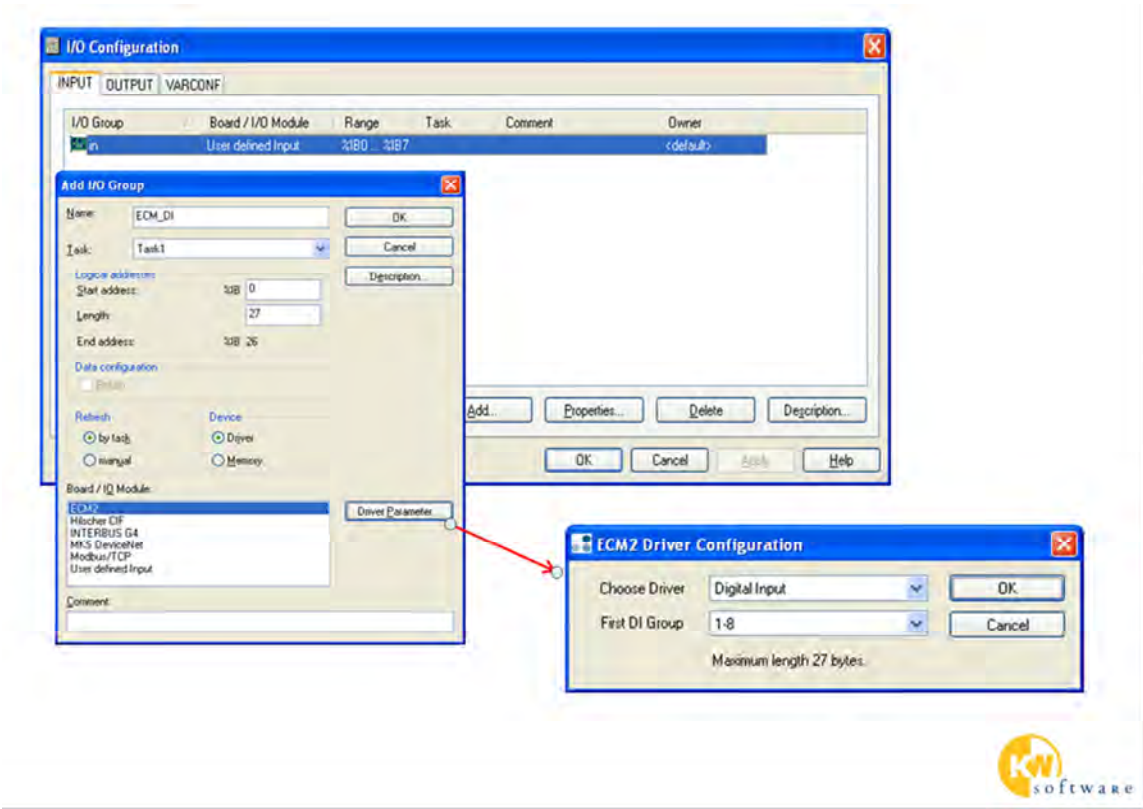 I/O Configuration
INPUT OUTPUT VARCONF
I/O Group / Board / I/O Module Range Task Comment Owner
in User defined Input %IB0 ... %IB7 <default>
Add I/O Group
Name: ECM_DI OK
Task: Task1 Cancel
Logical addresses Description...
Start address: %IB 0
Length: 27
End address: %IB 26
Data configuration
Retain
Add... Properties... Delete Description...
Refresh Device
by task Driver
manual Memory
OK Cancel Apply Help
Board / IO Module:
ECM2 Driver Parameter...
Hilscher CIF
INTERBUS G4
MKS DeviceNet
Modbus/TCP
User defined Input
Comment:
ECM2 Driver Configuration
Choose Driver Digital Input OK
First DI Group 1-8 Cancel
Maximum length 27 bytes.
KW
software